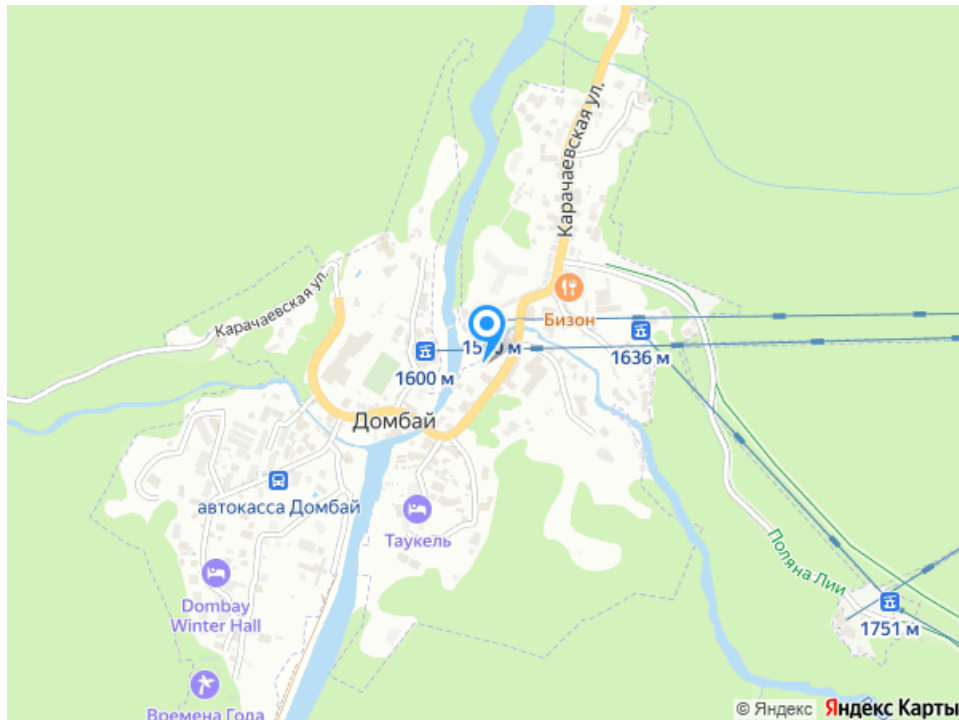 Карачаевская ул.
Карачаевская ул.
Бизон
1636 м
1600 м
Домбай
автокасса Домбай
Таукель
Dombay
Winter Hall
Поляна Лии
1751 м
Времена Года
© Яндекс Яндекс Карты